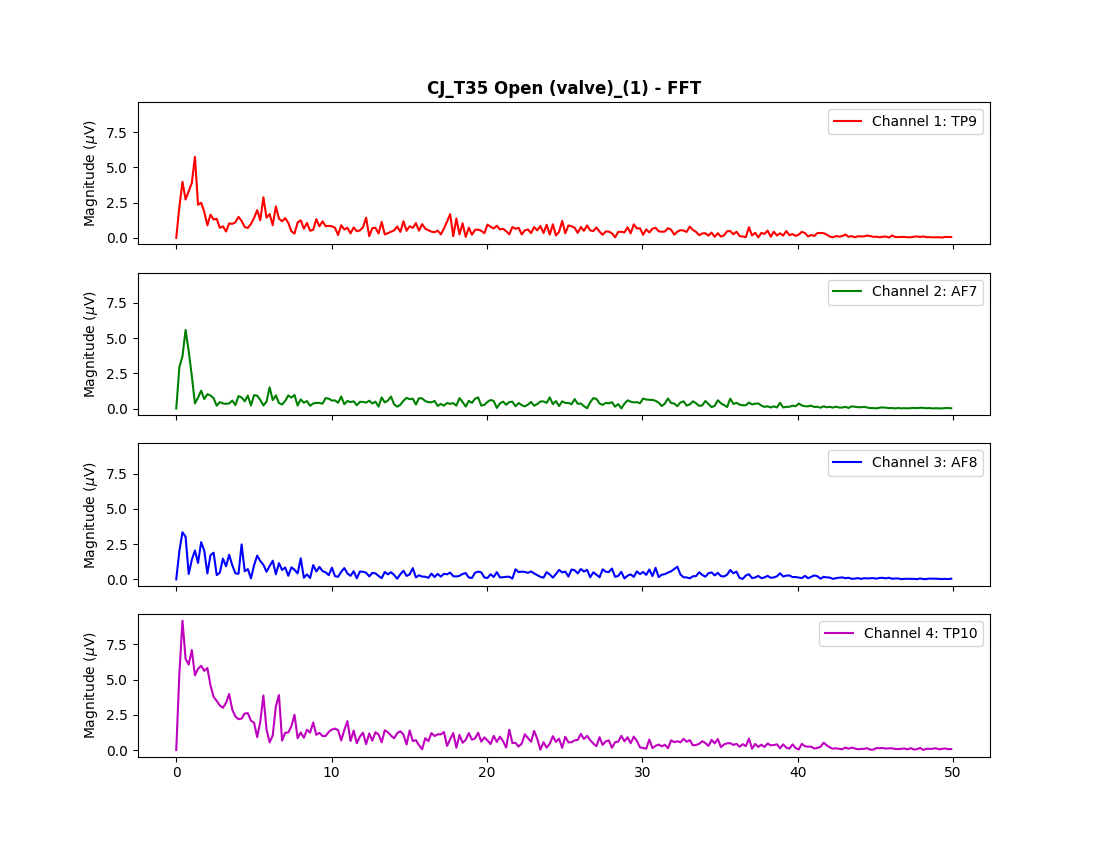 CJ_T35 Open (valve)_(1) - FFT
Magnitude (μV)
7.5
5.0
2.5
0.0
Channel 1: TP9
Magnitude (μV)
7.5
5.0
2.5
0.0
Channel 2: AF7
Magnitude (μV)
7.5
5.0
2.5
0.0
Channel 3: AF8
Magnitude (μV)
7.5
5.0
2.5
0.0
Channel 4: TP10
0 10 20 30 40 50